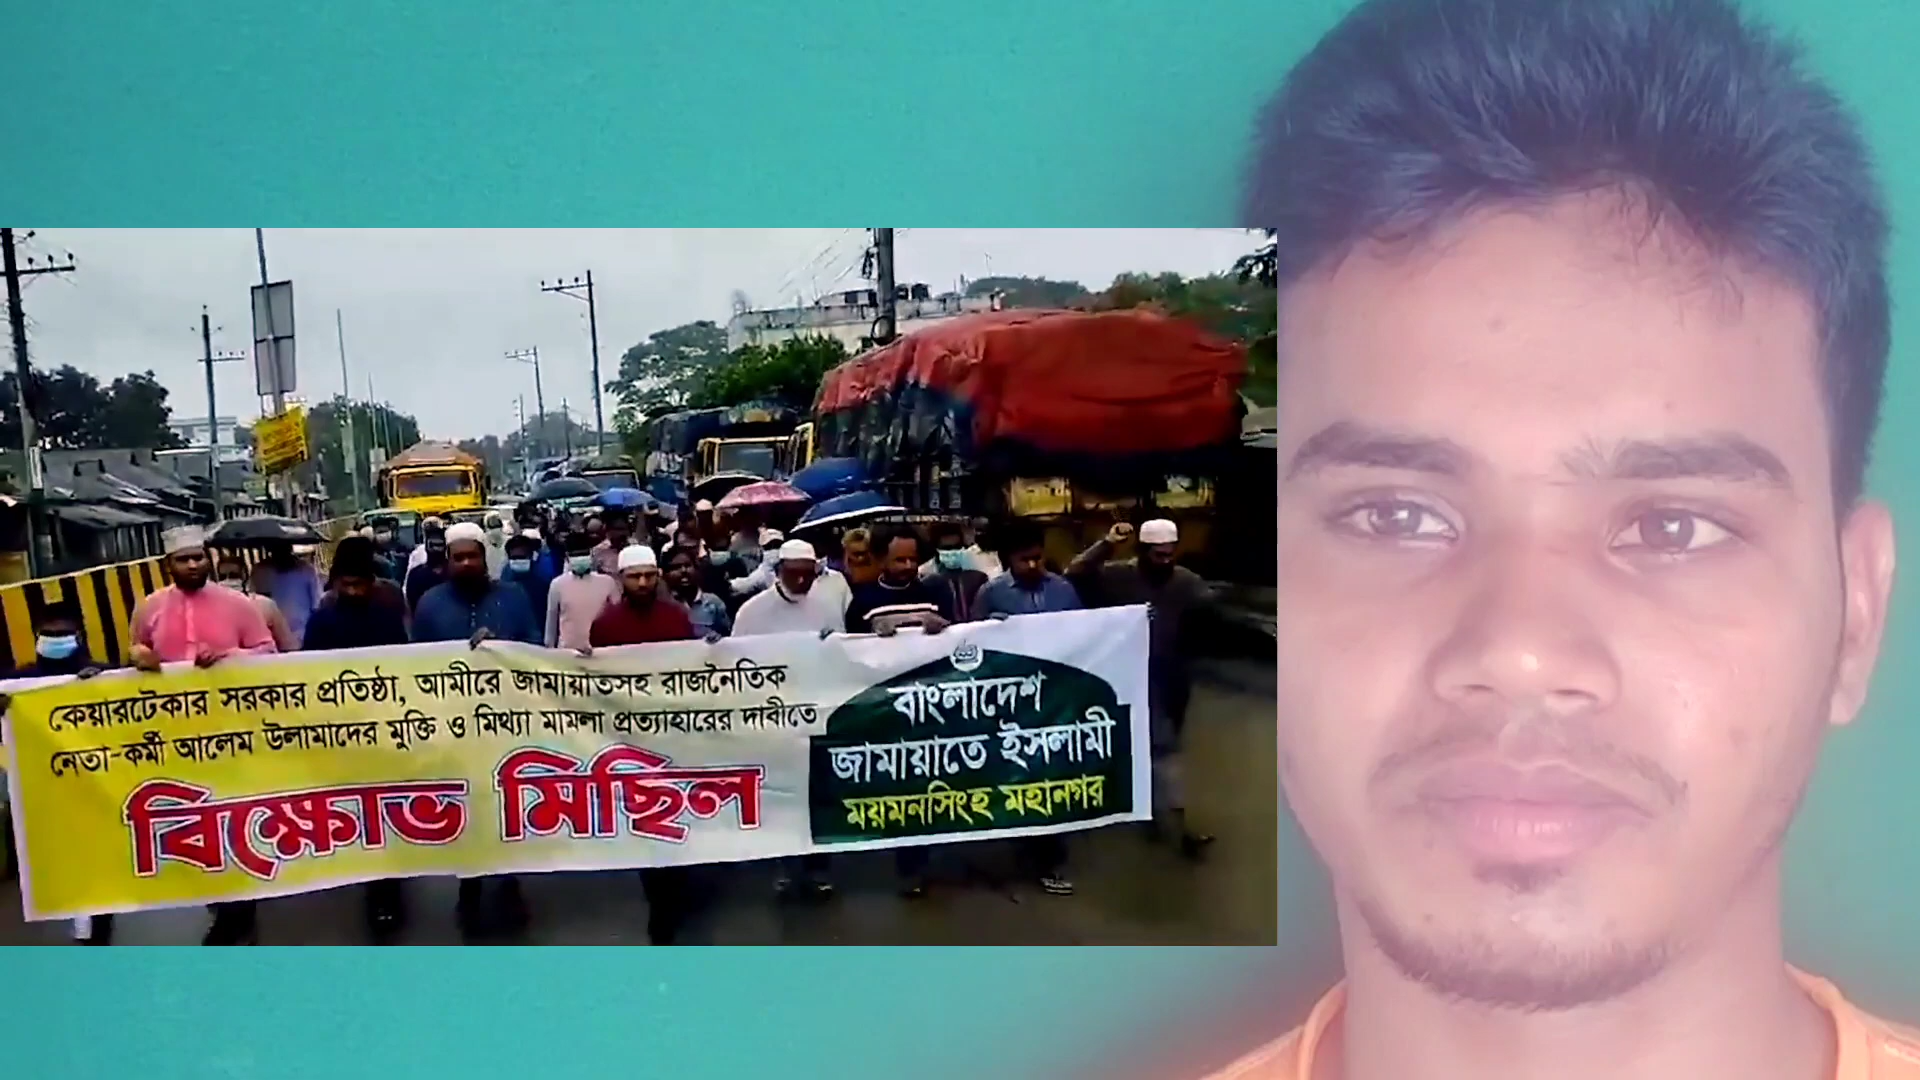 কেয়ারটেকার সরকার প্রতিষ্ঠা, আমীরে জামায়াতসহ রাজনৈতিক
নেতা-কর্মী আলেম উলামাদের মুক্তি ও মিথ্যা মামলা প্রত্যাহারের দাবীতে
বিক্ষোভ মিছিল
বাংলাদেশ
জামায়াতে ইসলামী
ময়মনসিংহ মহানগর